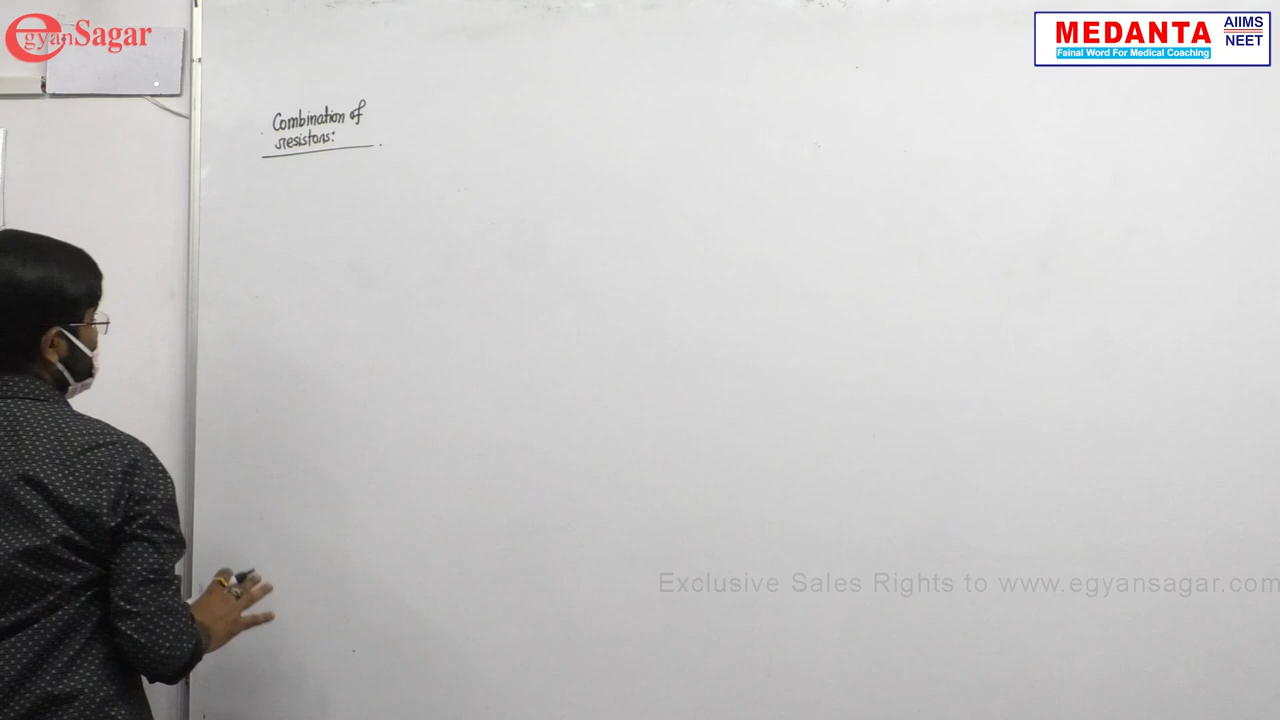 egyanSagar
MEDANTA
AIIMS
NEET
Fainal Word For Medical Coaching
Combination of
resistors:
Exclusive Sales Rights to www.egyansagar.com